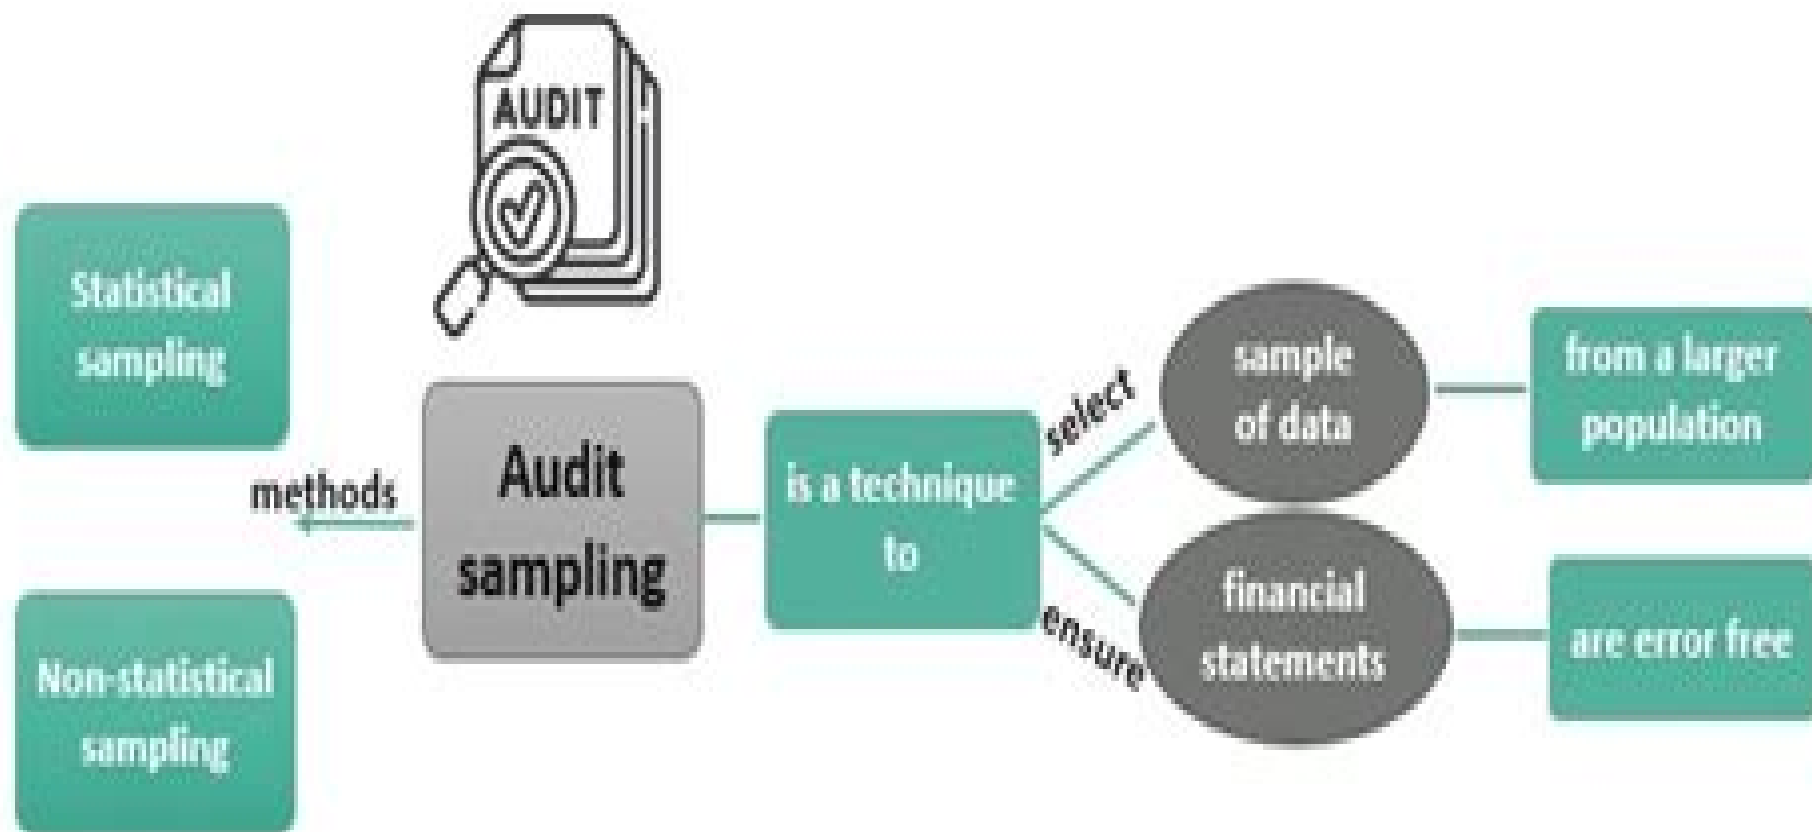 AUDIT
Statistical
sampling
methods
Non-statistical
sampling
Audit
sampling
is a technique
to
select
sample
of data
from a larger
population
ensure
financial
statements
are error free